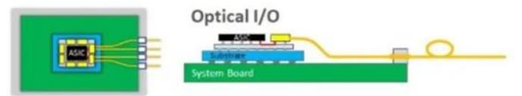 Optical I/O
ASIC
ASIC
Substrate
System Board